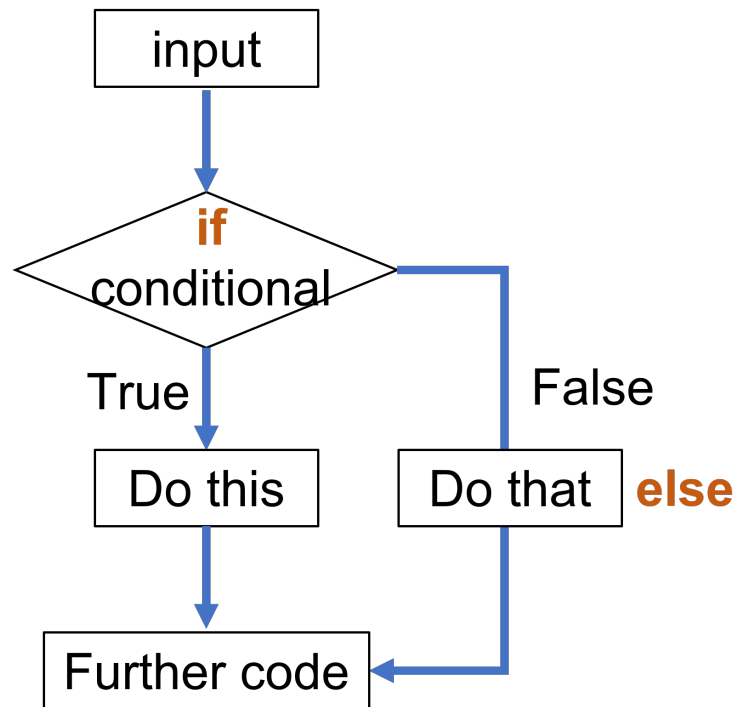 input
if
conditional
True
False
Do this
Do that
else
Further code